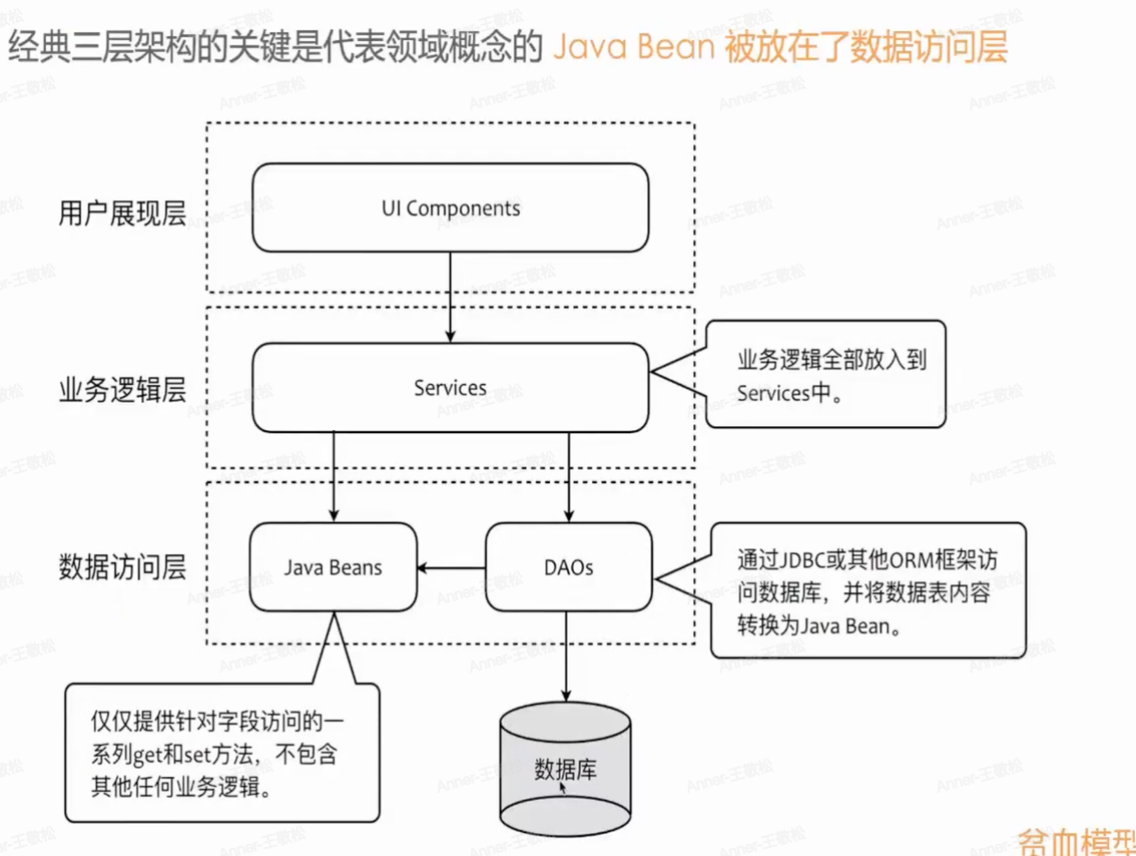 经典三层架构的关键是代表领域概念的 Java Bean 被放在了数据访问层
用户展现层
UI Components
业务逻辑层
Services
业务逻辑全部放入到
Services中。
数据访问层
Java Beans
DAOs
通过JDBC或其他ORM框架访
问数据库，并将数据表内容
转换为Java Bean。
仅仅提供针对字段访问的一
系列get和set方法，不包含
其他任何业务逻辑。
数据库
贫血模型
Anner-王敬松